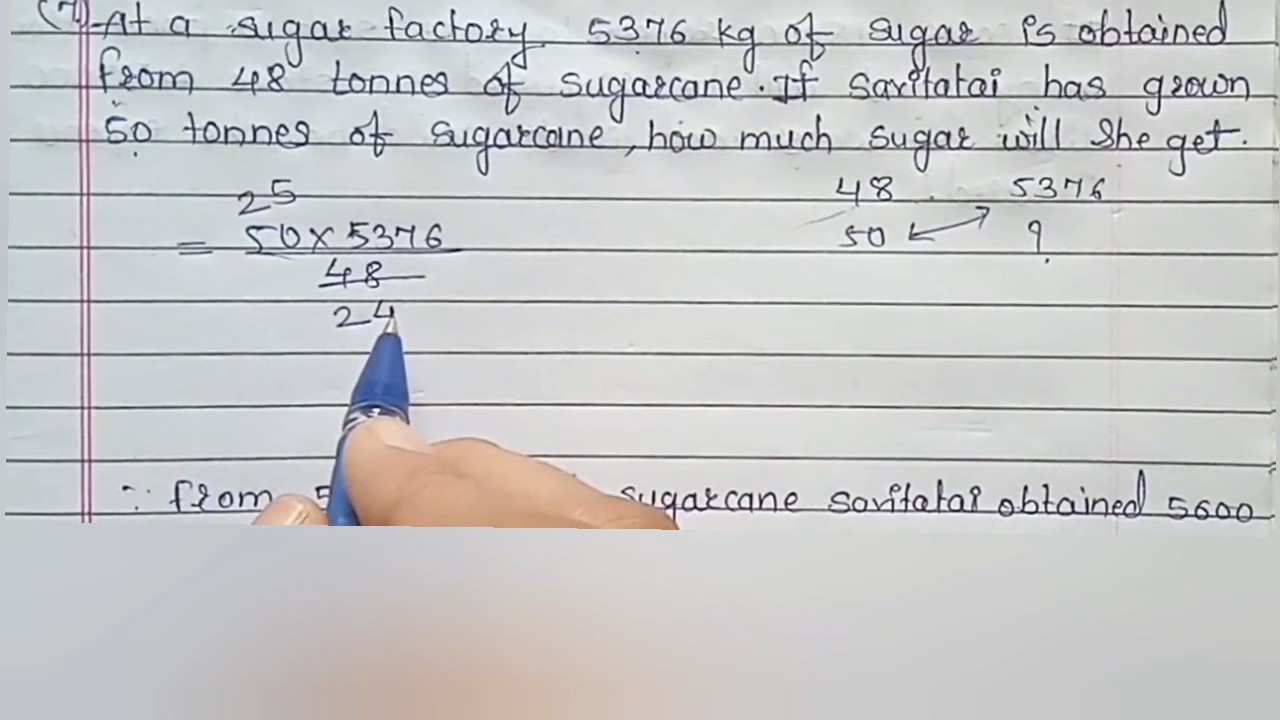 (7) At a sugar factory 5376 kg of sugar is obtained
from 48 tonnes of sugarcane. If Savitatai has grown
50 tonnes of sugarcane, how much sugar will she get.
48 5376
50 ?
25
= 50 × 5376
48
24
∴ from sugarcane Savitatai obtained 5600